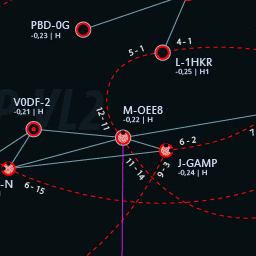 PBD-0G
-0,23 | H
5 - 1
4 - 1
L-1HKR
-0,25 | H1
V0DF-2
-0,21 | H
12 - 11
M-OEE8
-0,22 | H
6 - 2
11 - 14
9 - 3
J-GAMP
-0,24 | H
-N
6 - 15